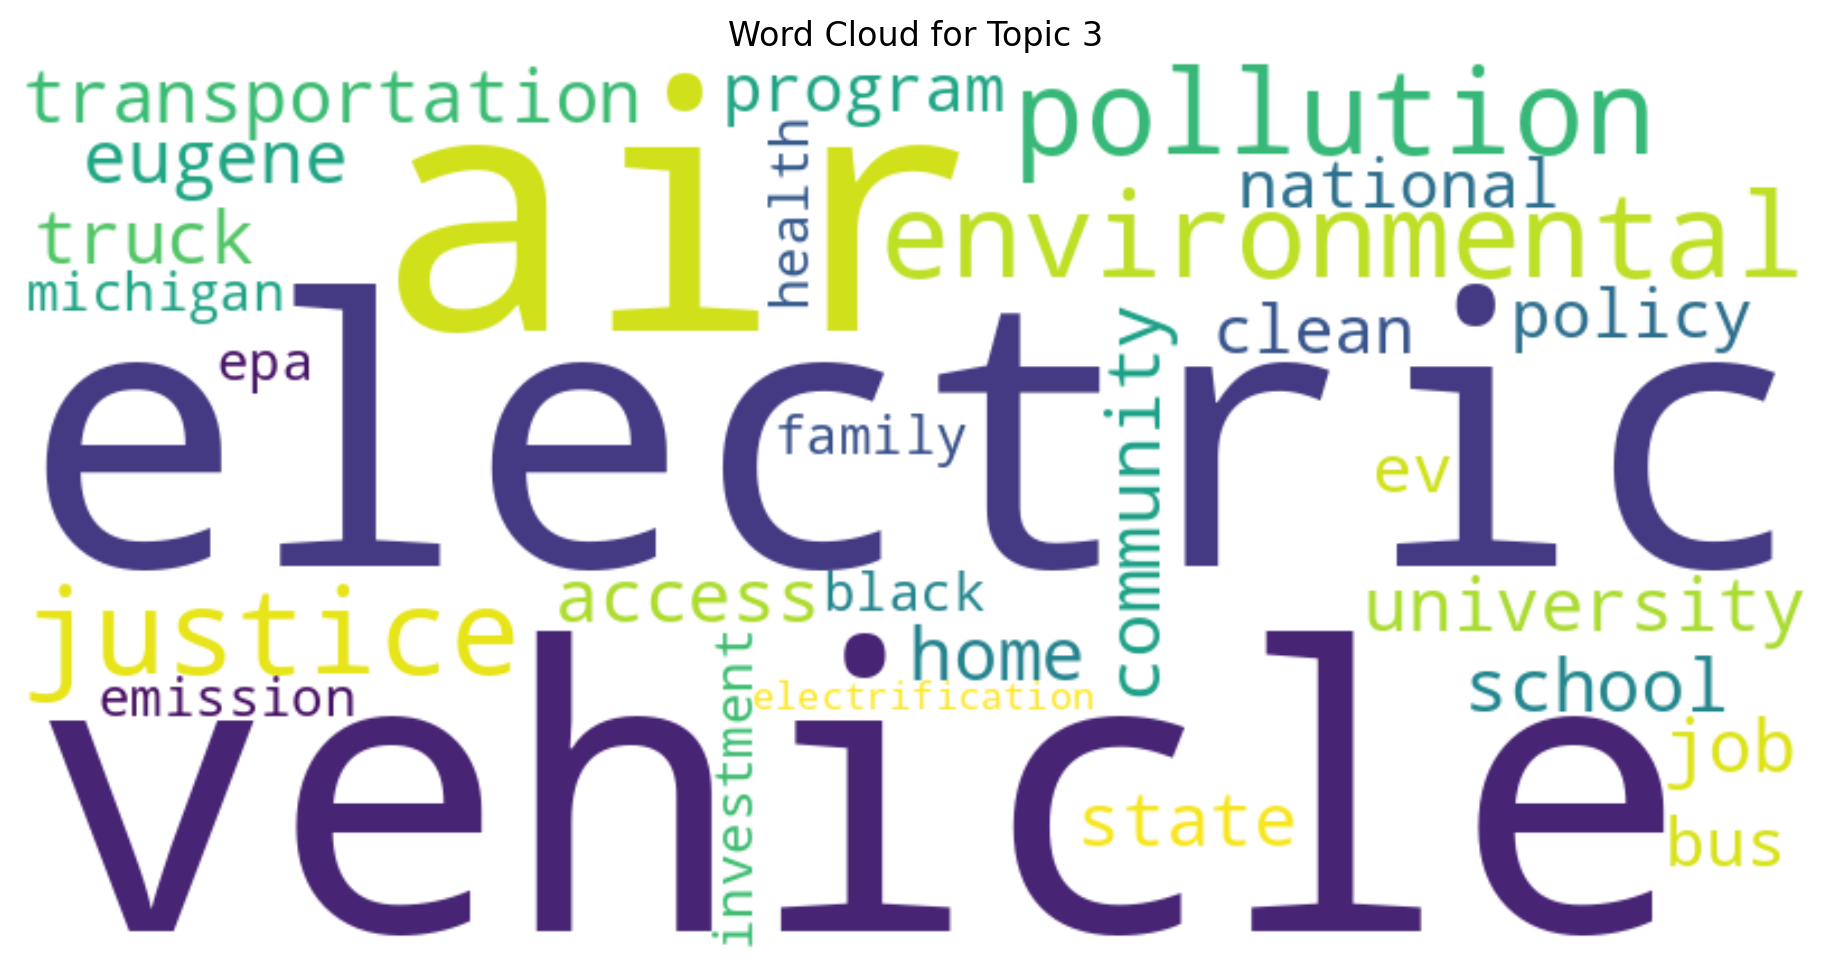 Word Cloud for Topic 3
transportation
program
pollution
eugene
air
health
national
truck
environmental
michigan
clean
policy
epa
electric
family
community
ev
justice
access
black
university
home
emission
electrification
school
vehicle
investment
state
job
bus